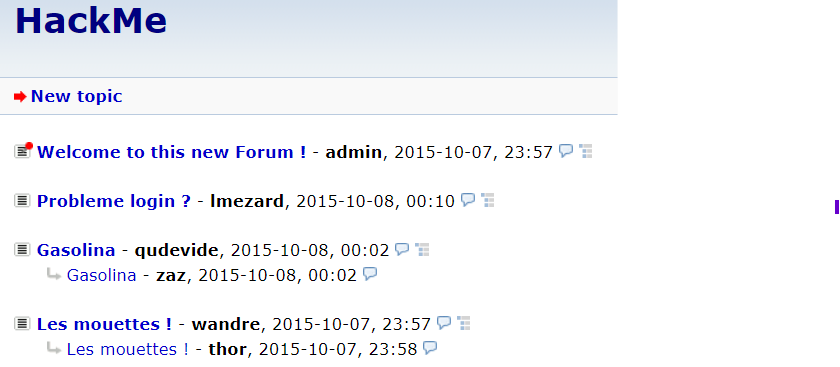 HackMe
New topic
Welcome to this new Forum ! - admin, 2015-10-07, 23:57
Probleme login ? - lmezard, 2015-10-08, 00:10
Gasolina - qudevide, 2015-10-08, 00:02
Gasolina - zaz, 2015-10-08, 00:02
Les mouettes ! - wandre, 2015-10-07, 23:57
Les mouettes ! - thor, 2015-10-07, 23:58